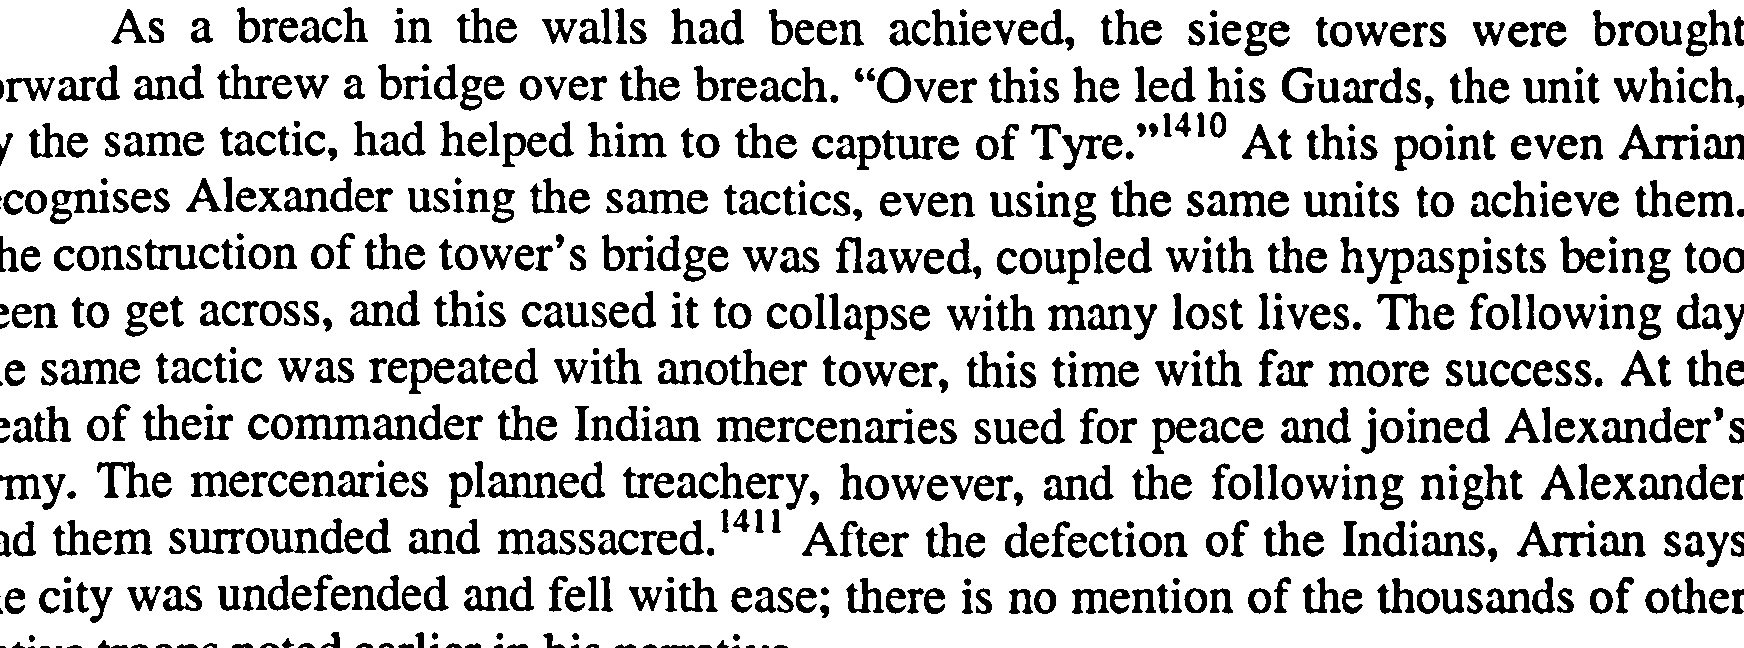 As a breach in the walls had been achieved, the siege towers were brought
orward and threw a bridge over the breach. “Over this he led his Guards, the unit which,
y the same tactic, had helped him to the capture of Tyre.”1410 At this point even Arrian
ecognises Alexander using the same tactics, even using the same units to achieve them.
he construction of the tower’s bridge was flawed, coupled with the hypaspists being too
een to get across, and this caused it to collapse with many lost lives. The following day
e same tactic was repeated with another tower, this time with far more success. At the
eath of their commander the Indian mercenaries sued for peace and joined Alexander’s
rmy. The mercenaries planned treachery, however, and the following night Alexander
ad them surrounded and massacred.1411 After the defection of the Indians, Arrian says
e city was undefended and fell with ease; there is no mention of the thousands of other
troops noted earlier in his narrative